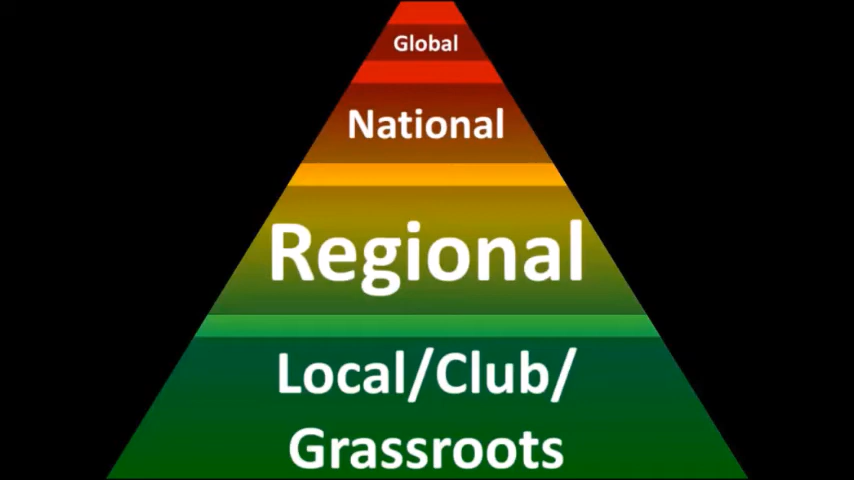 Global
National
Regional
Local/Club/
Grassroots